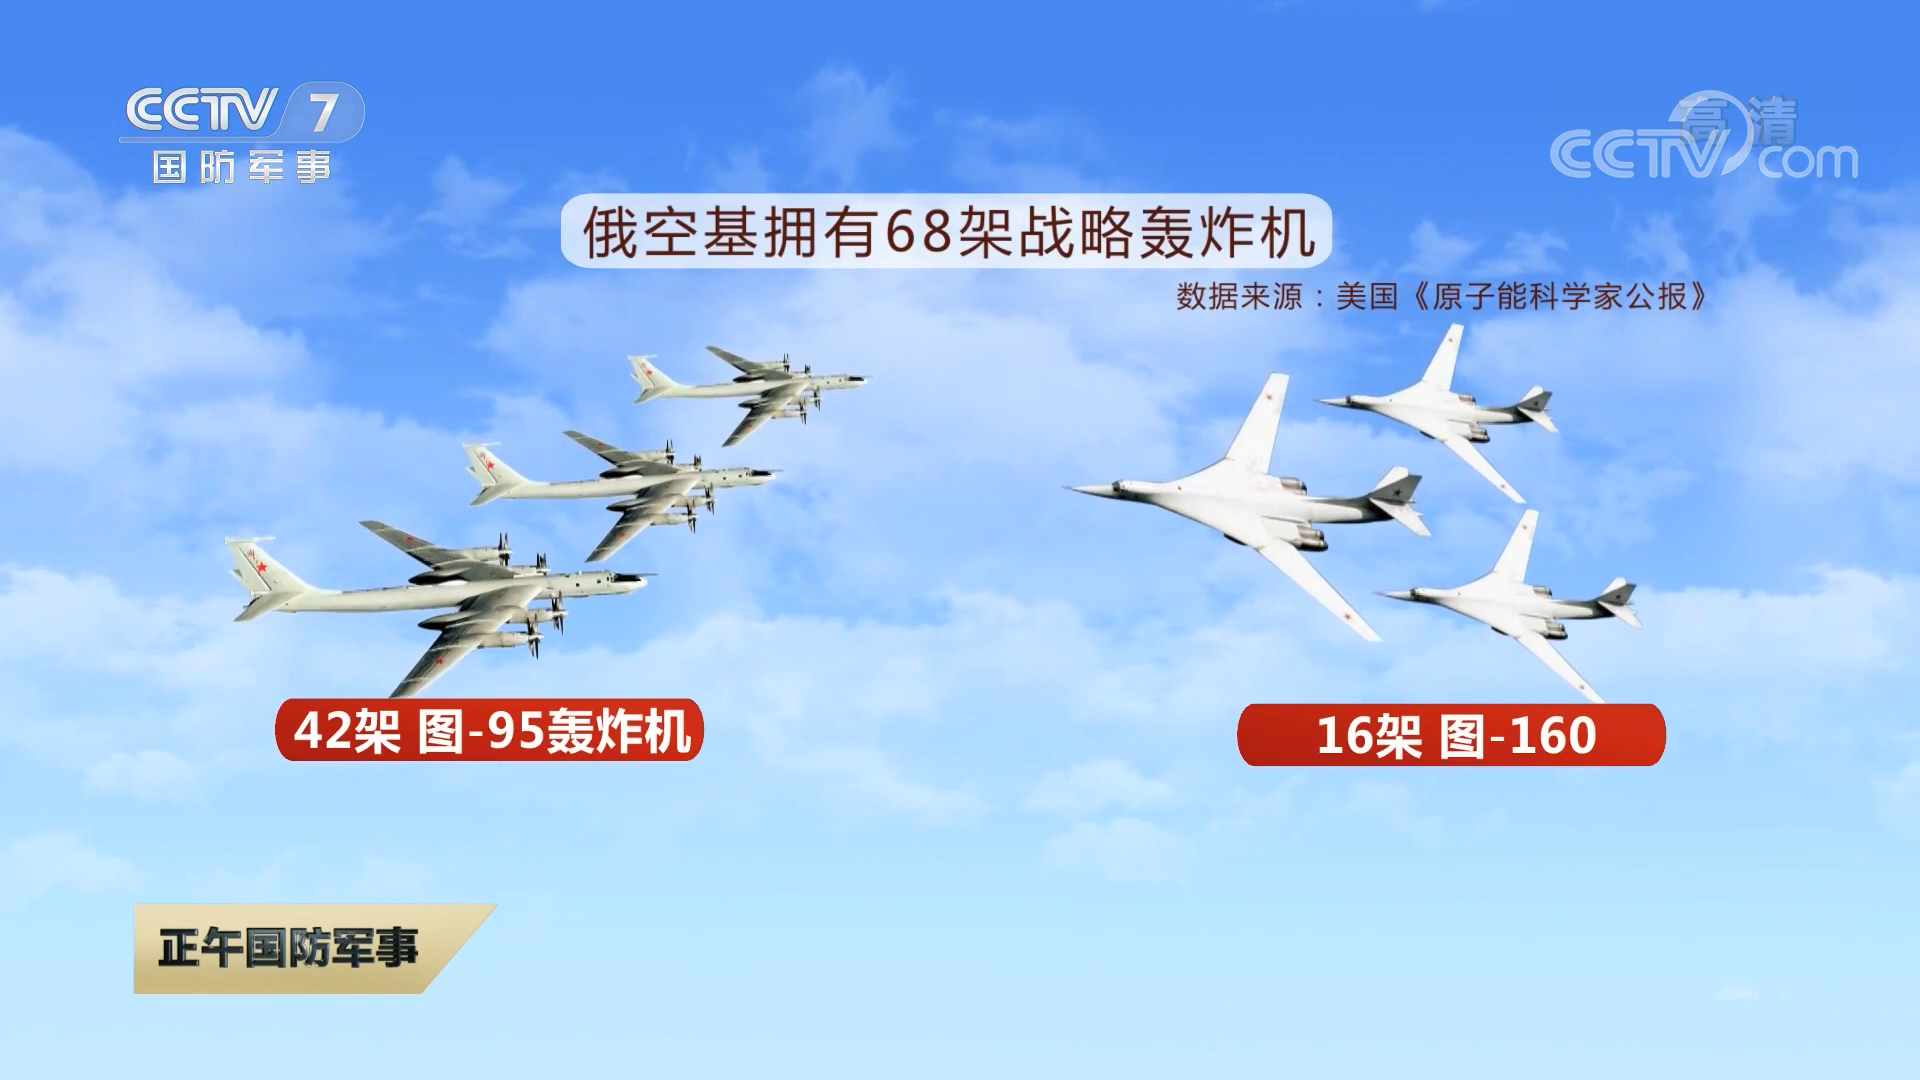 CCTV 7
国防军事
高清
CCTV.com
俄空基拥有68架战略轰炸机
数据来源：美国《原子能科学家公报》
42架 图-95轰炸机
16架 图-160
正午国防军事